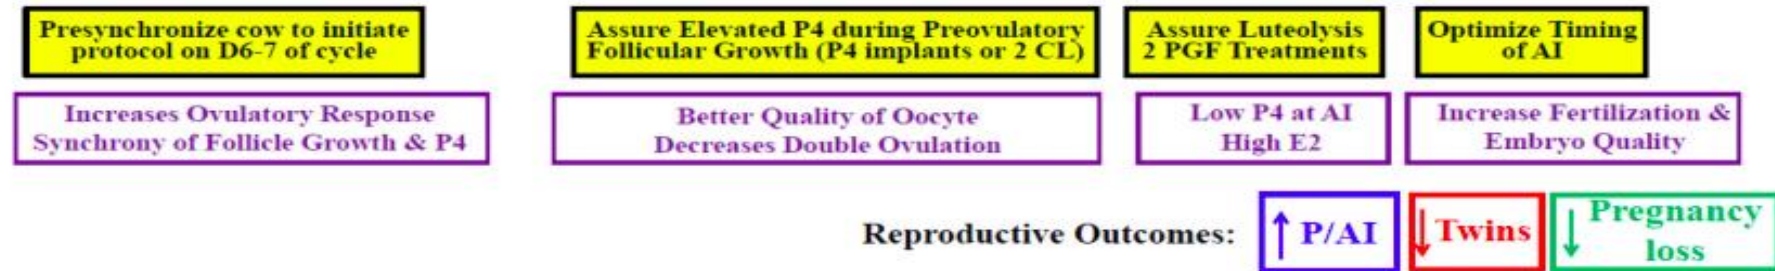 Presynchronize cow to initiate
protocol on D6-7 of cycle
Assure Elevated P4 during Preovulatory
Follicular Growth (P4 implants or 2 CL)
Assure Luteolysis
2 PGF Treatments
Optimize Timing
of AI
Increases Ovulatory Response
Synchrony of Follicle Growth & P4
Better Quality of Oocyte
Decreases Double Ovulation
Low P4 at AI
High E2
Increase Fertilization &
Embryo Quality
Reproductive Outcomes:
↑ P/AI
↓ Twins
↓ Pregnancy
loss